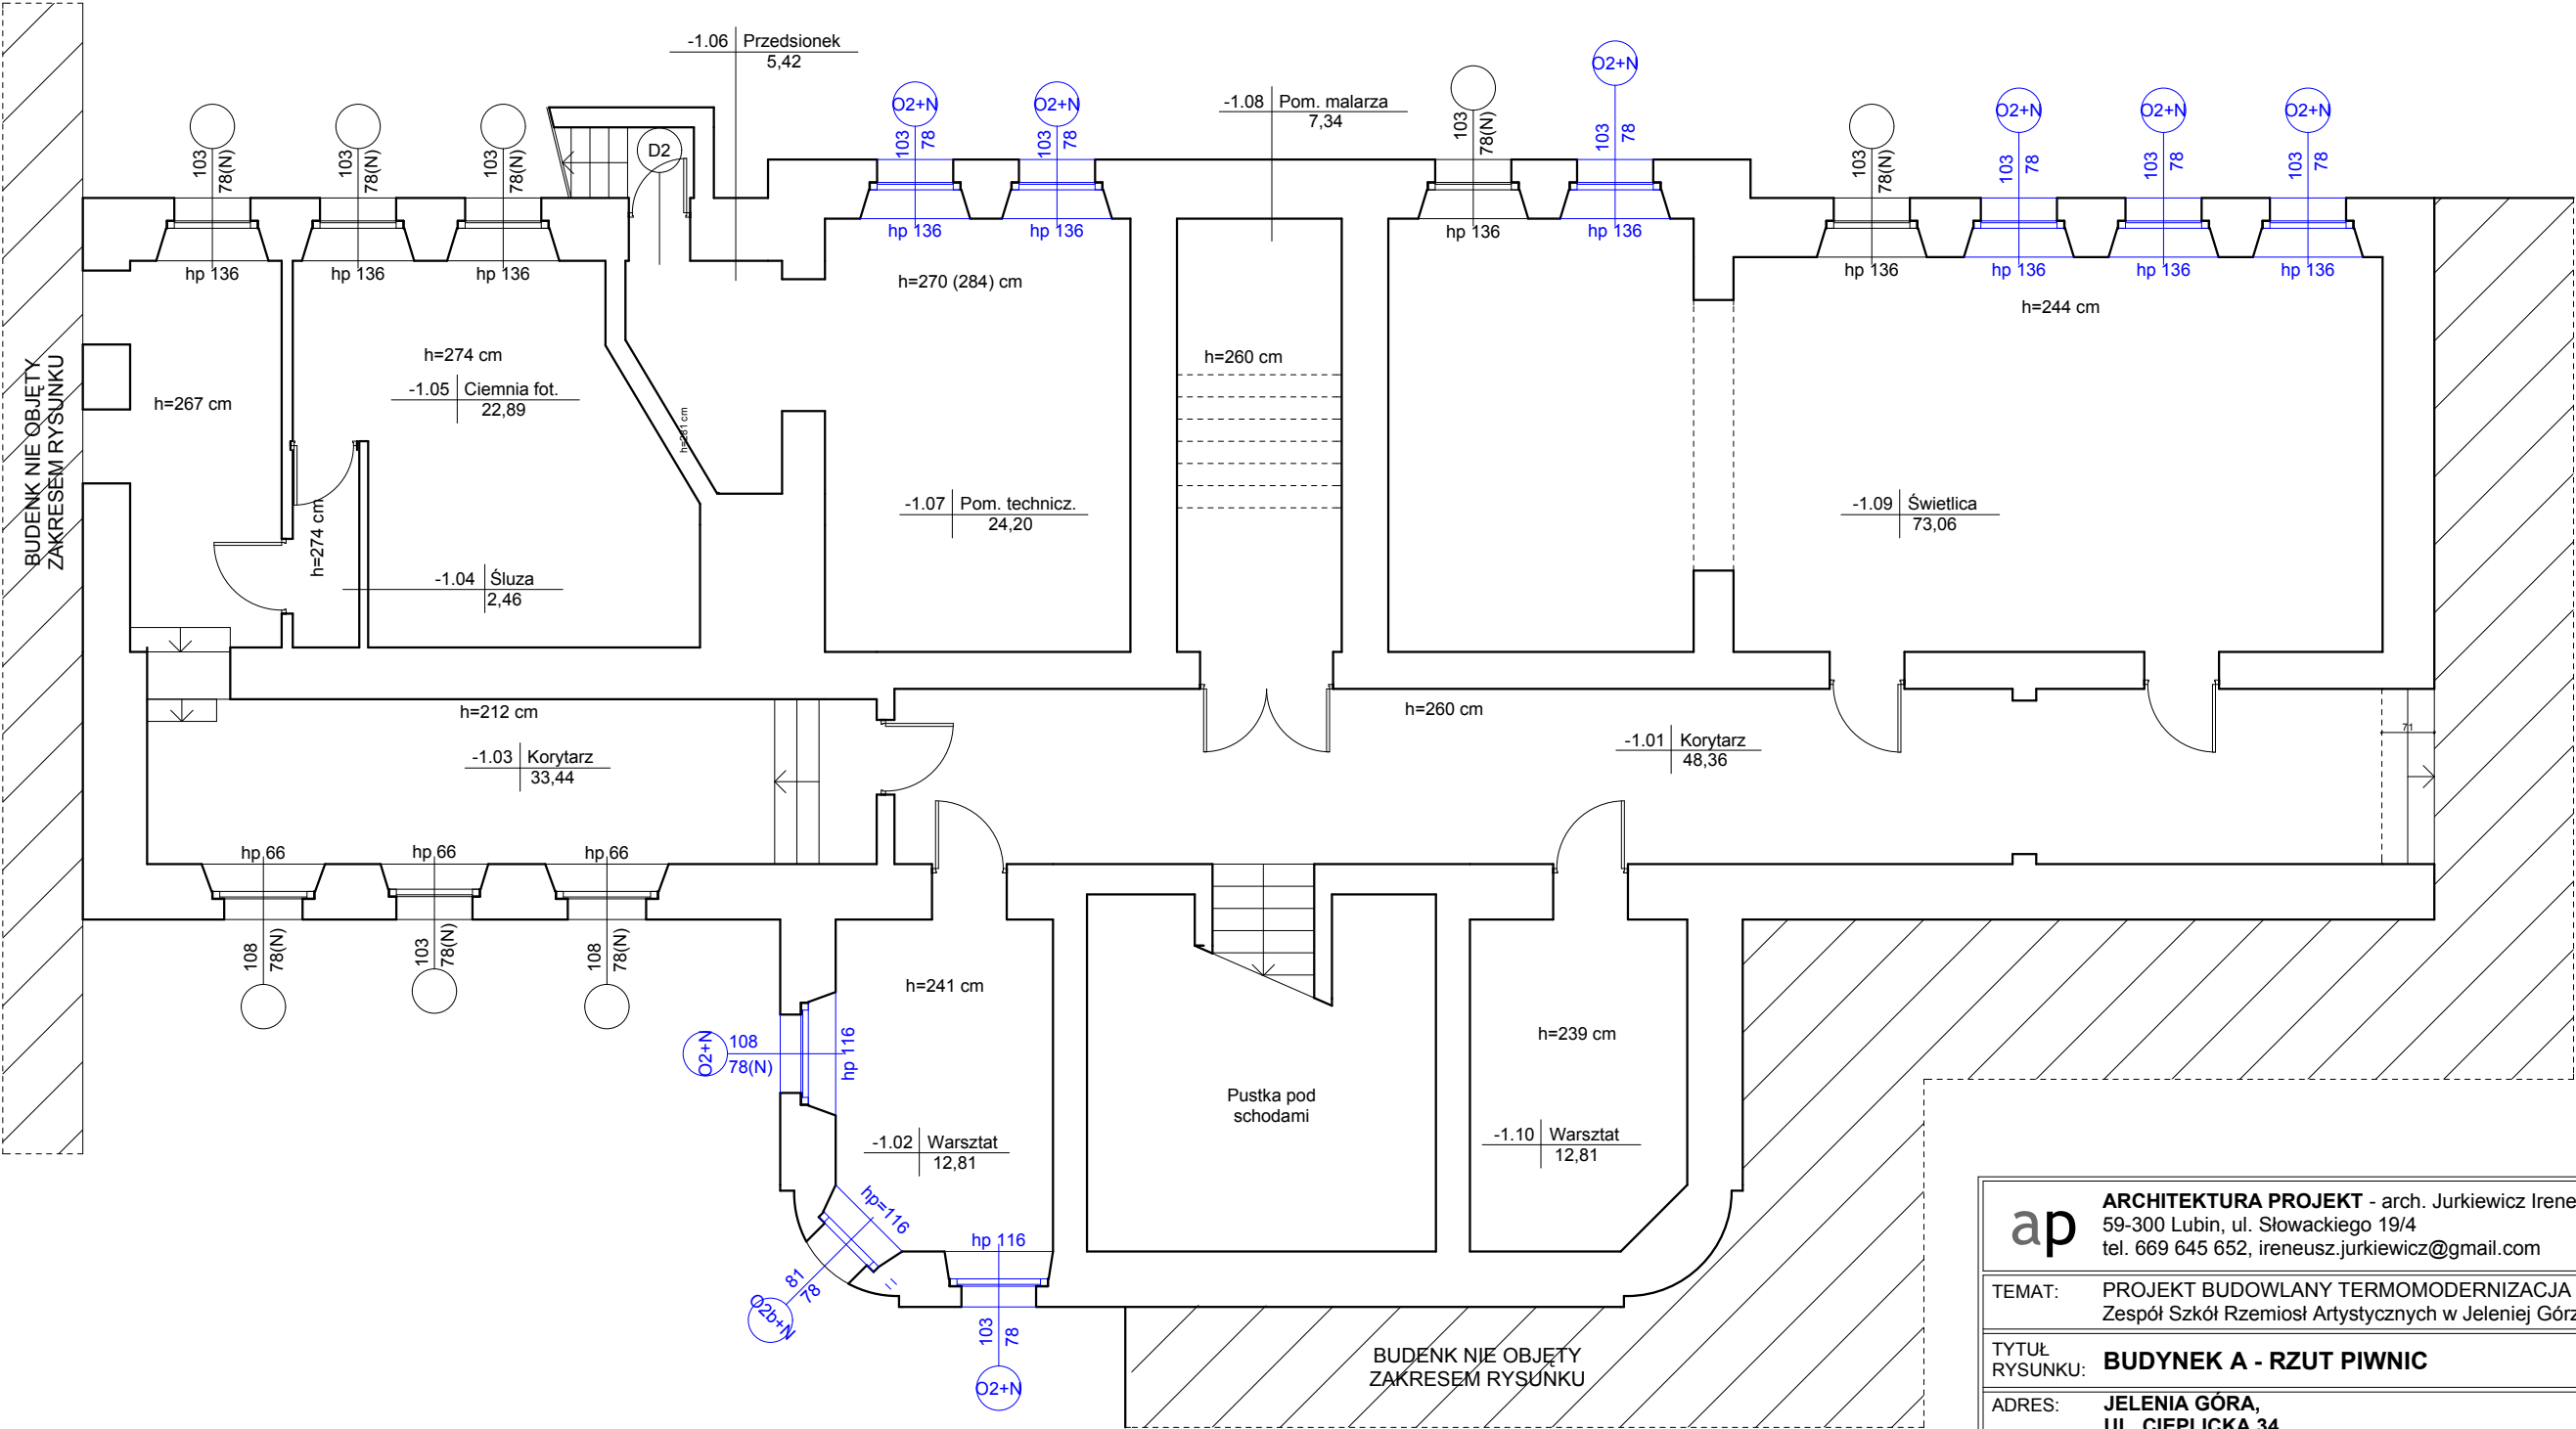 -1.06 Przedsionek
5,42
O2+N
103
78
O2+N
103
78
-1.08 Pom. malarza
7,34
103
78(N)
O2+N
103
78
103
78(N)
O2+N
103
78
O2+N
103
78
O2+N
103
78
103
78(N)
103
78(N)
103
78(N)
D2
hp 136
hp 136
hp 136
hp 136
hp 136
hp 136
hp 136
hp 136
hp 136
hp 136
hp 136
h=270 (284) cm
h=244 cm
BUDENK NIE OBJĘTY
ZAKRESEM RYSUNKU
h=267 cm
h=274 cm
-1.05 Ciemnia fot.
22,89
h=281 cm
h=260 cm
-1.07 Pom. technicz.
24,20
-1.09 Świetlica
73,06
h=274 cm
-1.04 Śluza
2,46
h=212 cm
-1.03 Korytarz
33,44
h=260 cm
-1.01 Korytarz
48,36
71
hp 66
hp 66
hp 66
108
78(N)
103
78(N)
108
78(N)
h=241 cm
O2+N
108
78(N)
hp 116
-1.02 Warsztat
12,81
Pustka pod
schodami
h=239 cm
-1.10 Warsztat
12,81
hp=116
81
78
O2b+N
hp 116
103
78
O2+N
BUDENK NIE OBJĘTY
ZAKRESEM RYSUNKU
ap
ARCHITEKTURA PROJEKT - arch. Jurkiewicz Irene
59-300 Lubin, ul. Słowackiego 19/4
tel. 669 645 652, ireneusz.jurkiewicz@gmail.com
TEMAT: PROJEKT BUDOWLANY TERMOMODERNIZACJA
Zespół Szkół Rzemiosł Artystycznych w Jeleniej Górz
TYTUŁ
RYSUNKU: BUDYNEK A - RZUT PIWNIC
ADRES: JELENIA GÓRA,
UL. CIEPLICKA 34